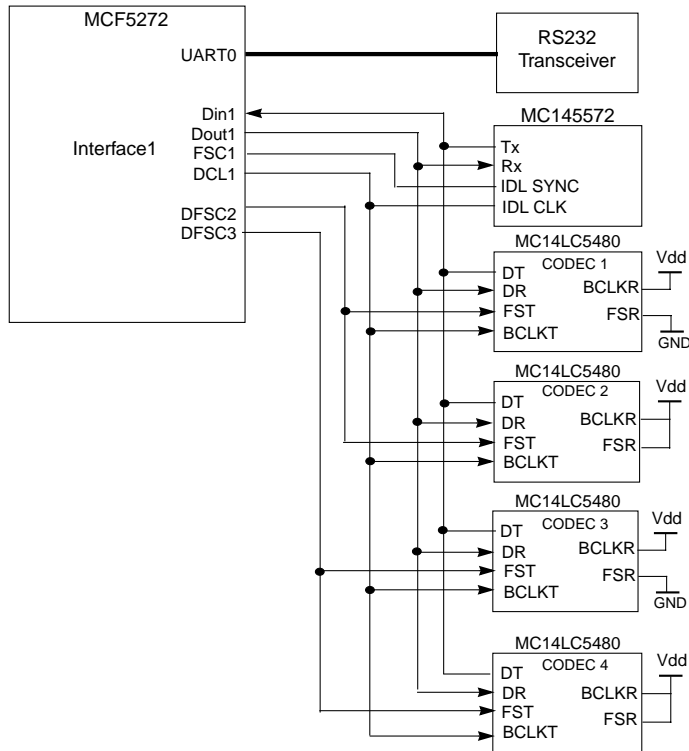 MCF5272
UART0
Din1
Dout1
Interface1
FSC1
DCL1
DFSC2
DFSC3
RS232
Transceiver
MC145572
Tx
Rx
IDL SYNC
IDL CLK
MC14LC5480
CODEC 1
DT
DR
FST
BCLKT
BCLKR
FSR
Vdd
GND
MC14LC5480
CODEC 2
DT
DR
FST
BCLKT
BCLKR
FSR
Vdd
MC14LC5480
CODEC 3
DT
DR
FST
BCLKT
BCLKR
FSR
Vdd
GND
MC14LC5480
CODEC 4
DT
DR
FST
BCLKT
BCLKR
FSR
Vdd